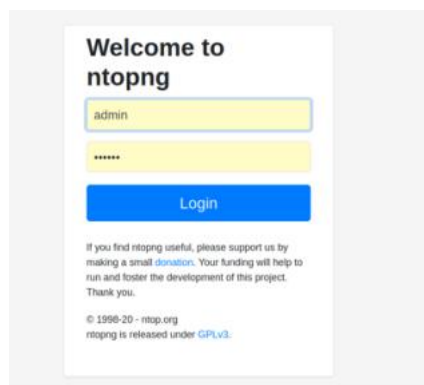 Welcome to
ntopng
admin
••••••
Login
If you find ntopng useful, please support us by
making a small donation. Your funding will help to
run and foster the development of this project.
Thank you.
© 1998-20 - ntop.org
ntopng is released under GPLv3.